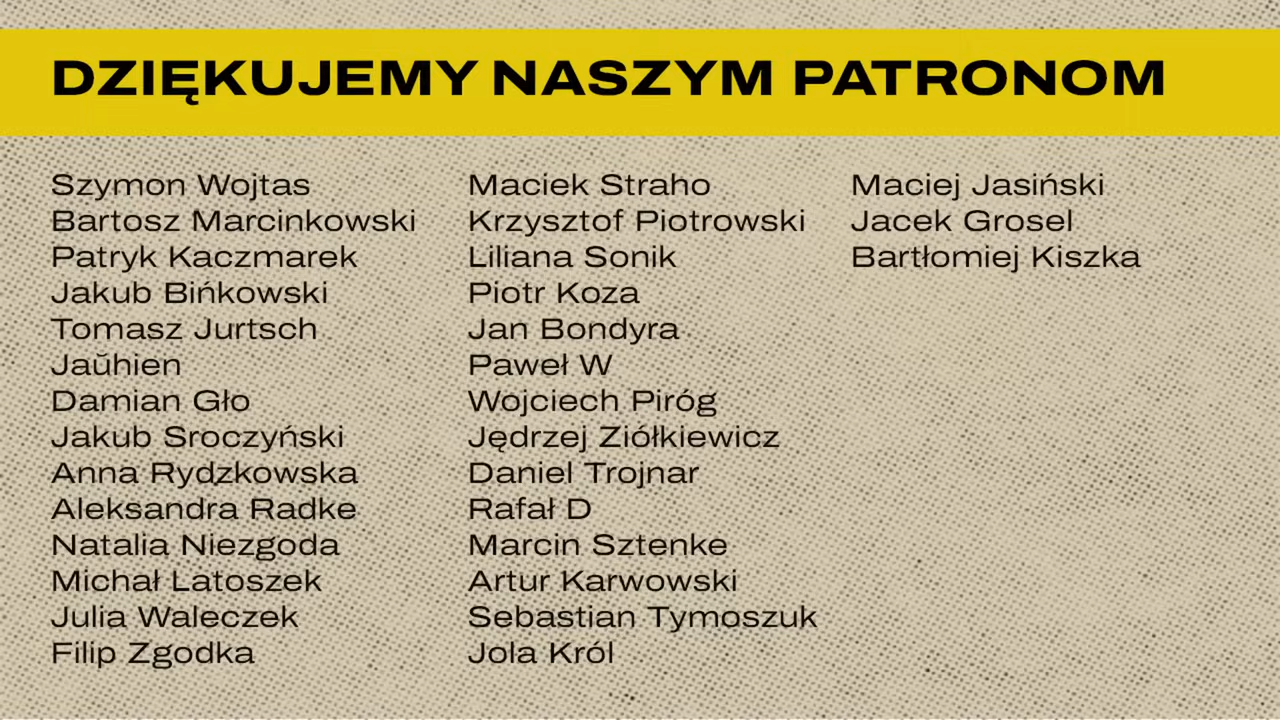 DZIĘKUJEMY NASZYM PATRONOM
Szymon Wojtas
Bartosz Marcinkowski
Patryk Kaczmarek
Jakub Bińkowski
Tomasz Jurtsch
Jaŭhien
Damian Gło
Jakub Sroczyński
Anna Rydzkowska
Aleksandra Radke
Natalia Niezgoda
Michał Latoszek
Julia Waleczek
Filip Zgodka
Maciek Straho
Krzysztof Piotrowski
Liliana Sonik
Piotr Koza
Jan Bondyra
Paweł W
Wojciech Piróg
Jędrzej Ziółkiewicz
Daniel Trojnar
Rafał D
Marcin Sztenke
Artur Karwowski
Sebastian Tymoszuk
Jola Król
Maciej Jasiński
Jacek Grosel
Bartłomiej Kiszka